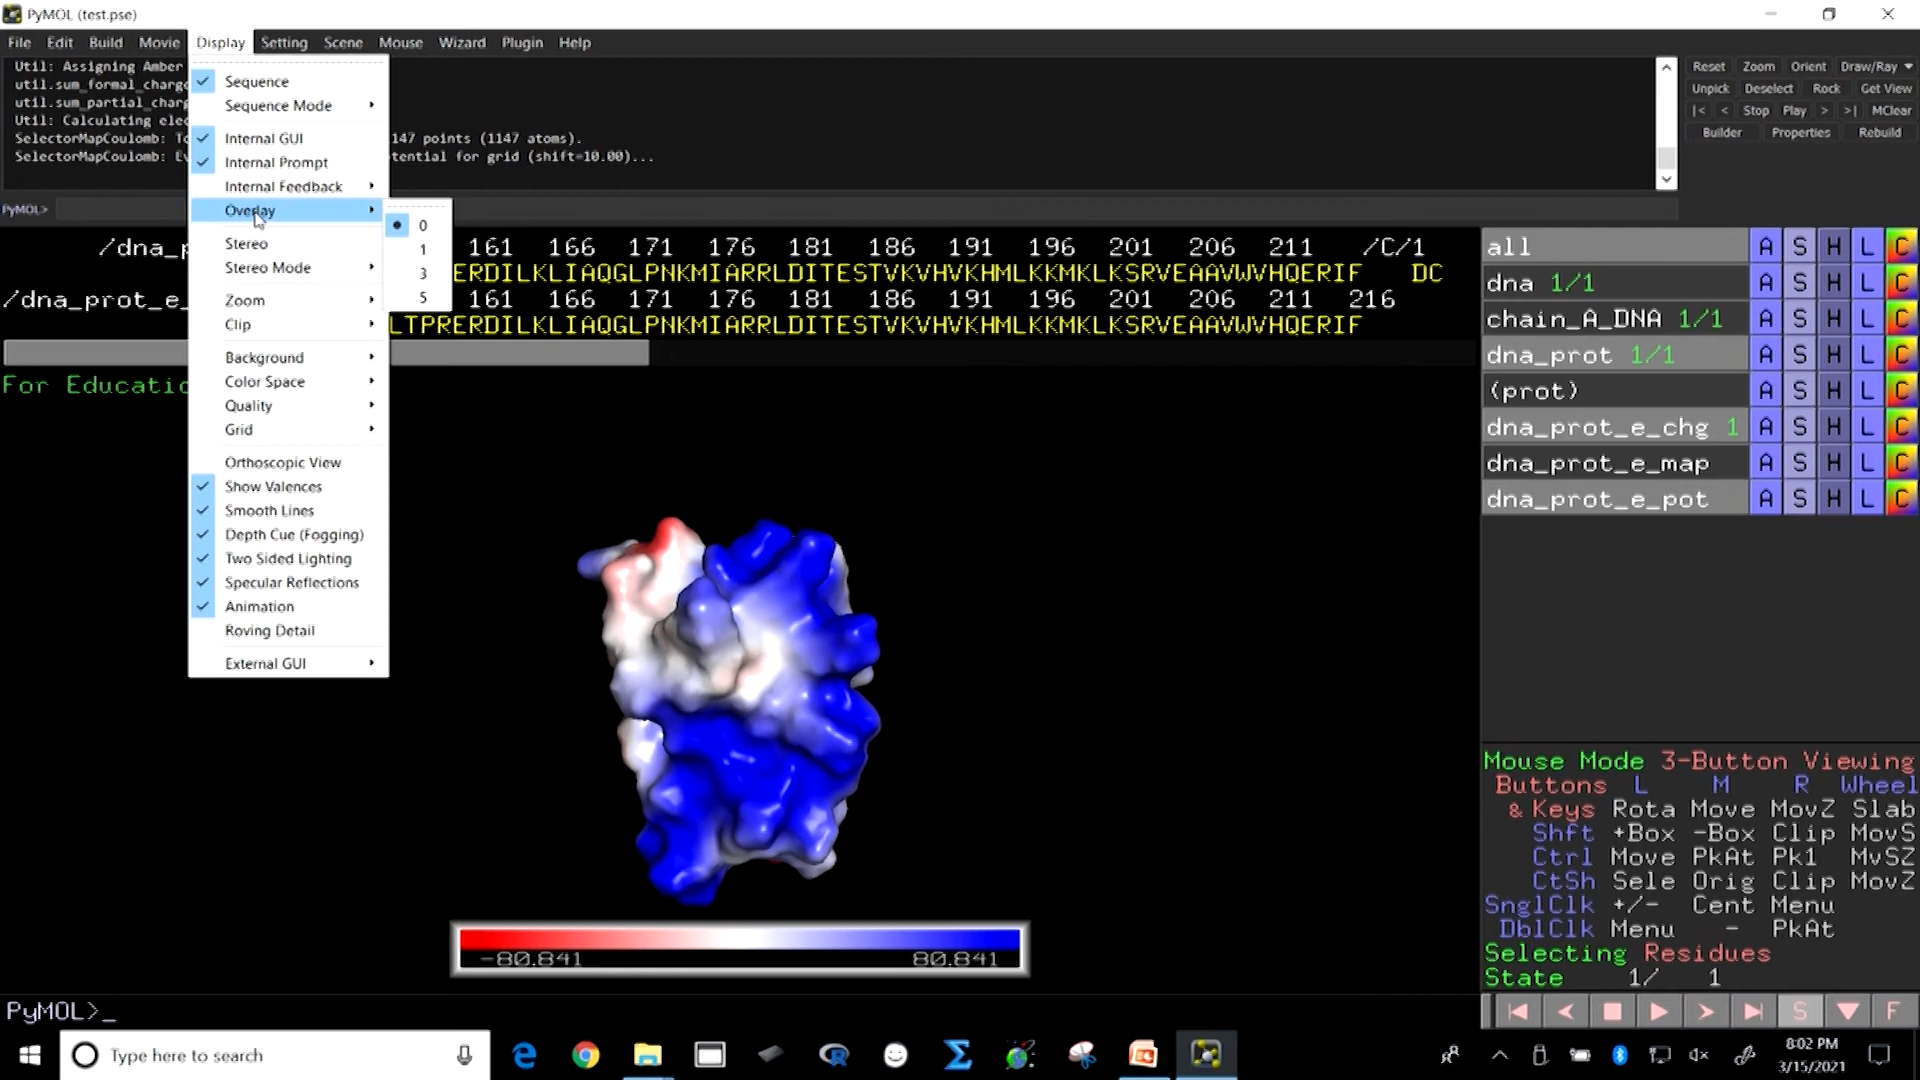 PyMOL (test.pse)
File Edit Build Movie Display Setting Scene Mouse Wizard Plugin Help
Util: Assigning Amber
util.sum_formal_charg
util.sum_partial_char
Util: Calculating elec
SelectorMapCoulomb: To 147 points (1147 atoms).
SelectorMapCoulomb: Ev tential for grid (shift=10.00)...
Reset Zoom Orient Draw/Ray
Unpick Deselect Rock Get View
|< < Stop Play > >| MClear
Builder Properties Rebuild
PyMOL>
Sequence
Sequence Mode
Internal GUI
Internal Prompt
Internal Feedback
Overlay
Stereo
Stereo Mode
Zoom
Clip
Background
Color Space
Quality
Grid
Orthoscopic View
Show Valences
Smooth Lines
Depth Cue (Fogging)
Two Sided Lighting
Specular Reflections
Animation
Roving Detail
External GUI
0
1
3
5
/dna_p 161 166 171 176 181 186 191 196 201 206 211 /C/1
ERDILKLIAQGLPNKMIARRLDITESTVKVHVKHMLKKMKLKSRVEAAVWVHQERIF DC
/dna_prot_e_ 161 166 171 176 181 186 191 196 201 206 211 216
LTPRERDILKLIAQGLPNKMIARRLDITESTVKVHVKHMLKKMKLKSRVEAAVWVHQERIF
For Educatio
all A S H L C
dna 1/1 A S H L C
chain_A_DNA 1/1 A S H L C
dna_prot 1/1 A S H L C
(prot) A S H L C
dna_prot_e_chg 1 A S H L C
dna_prot_e_map A S H L C
dna_prot_e_pot A S H L C
-80.841 80.841
Mouse Mode 3-Button Viewing
Buttons L M R Wheel
& Keys Rota Move MovZ Slab
Shft +Box -Box Clip MovS
Ctrl Move PkAt Pk1 MvSZ
CtSh Sele Orig Clip MovZ
SnglClk +/- Cent Menu
DblClk Menu - PkAt
Selecting Residues
State 1/ 1
PyMOL>_
S F
Type here to search
8:02 PM
3/15/2021